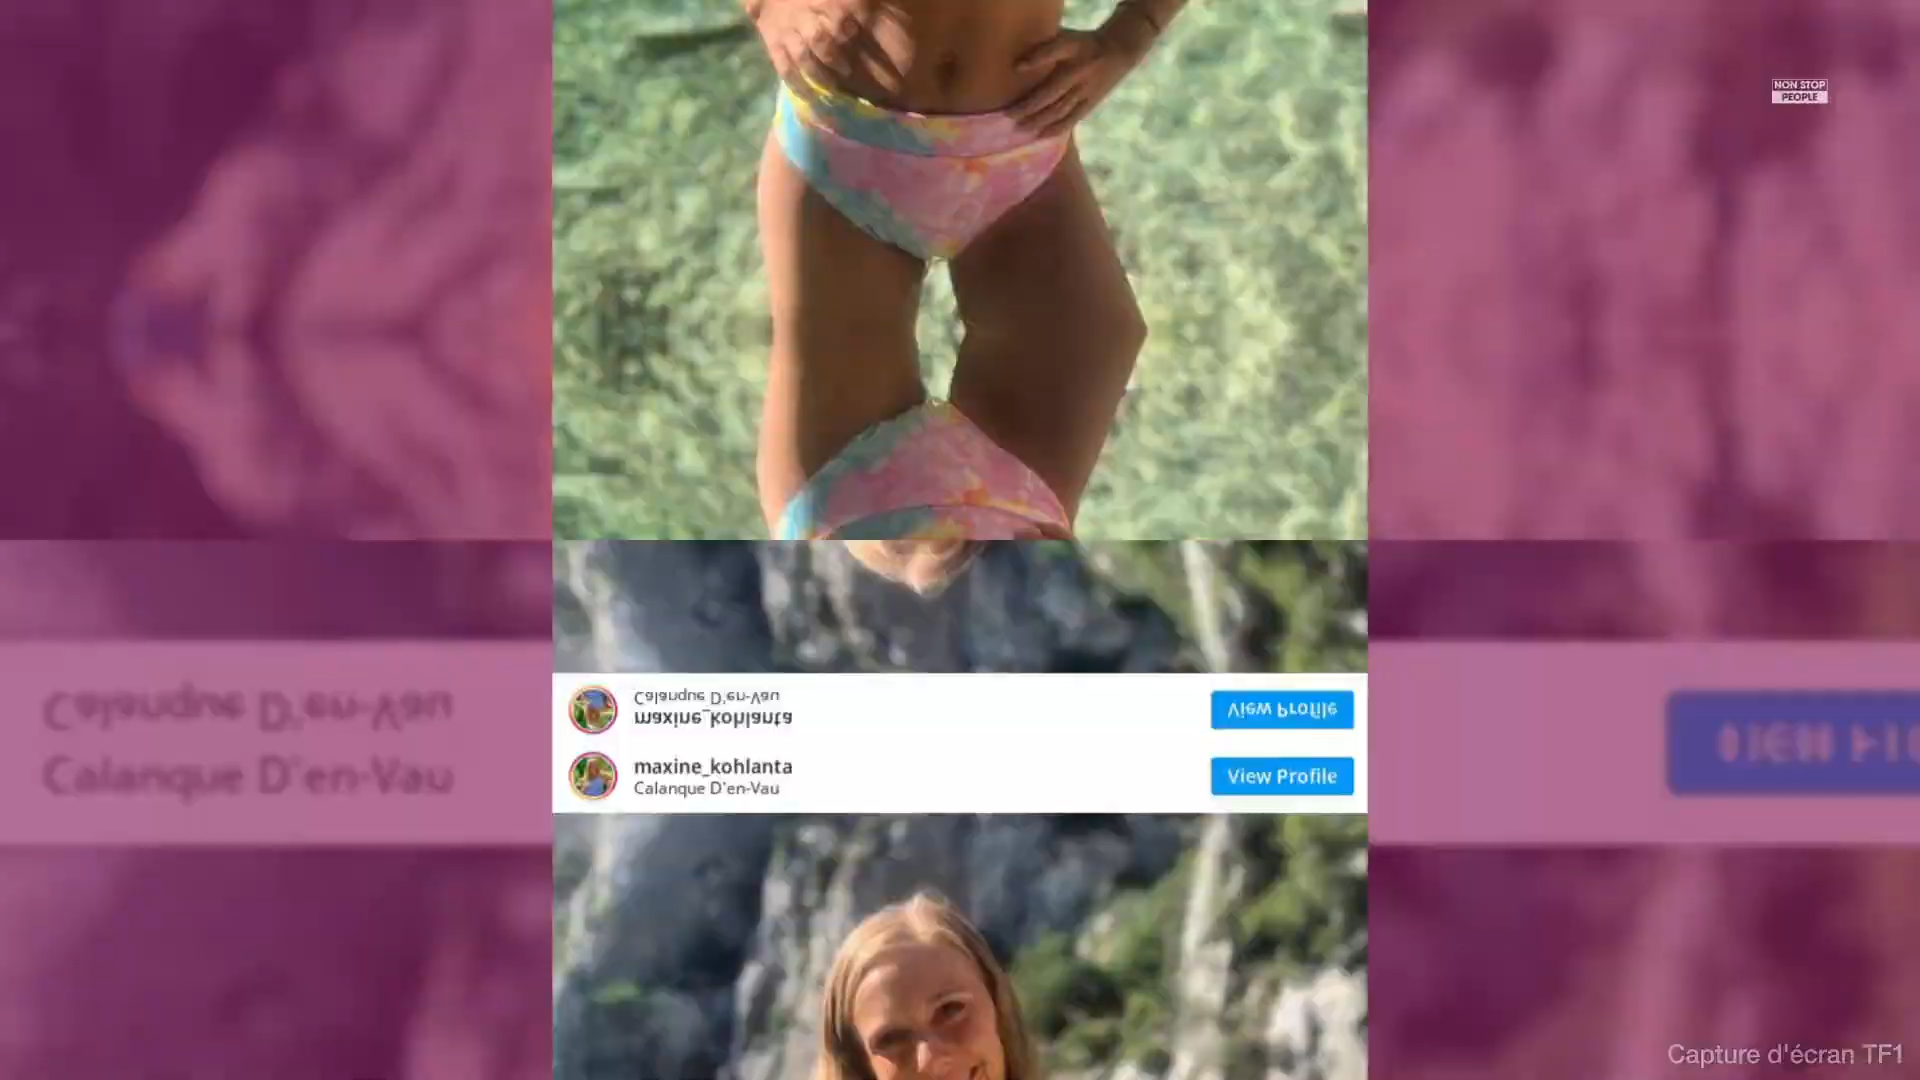 NON STOP
PEOPLE
Calanque D'en-Vau
maxine_kohlanta
View Profile
maxine_kohlanta
Calanque D'en-Vau
View Profile
Calanque D'en-Vau
Calanque D'en-Vau
Capture d'écran TF1